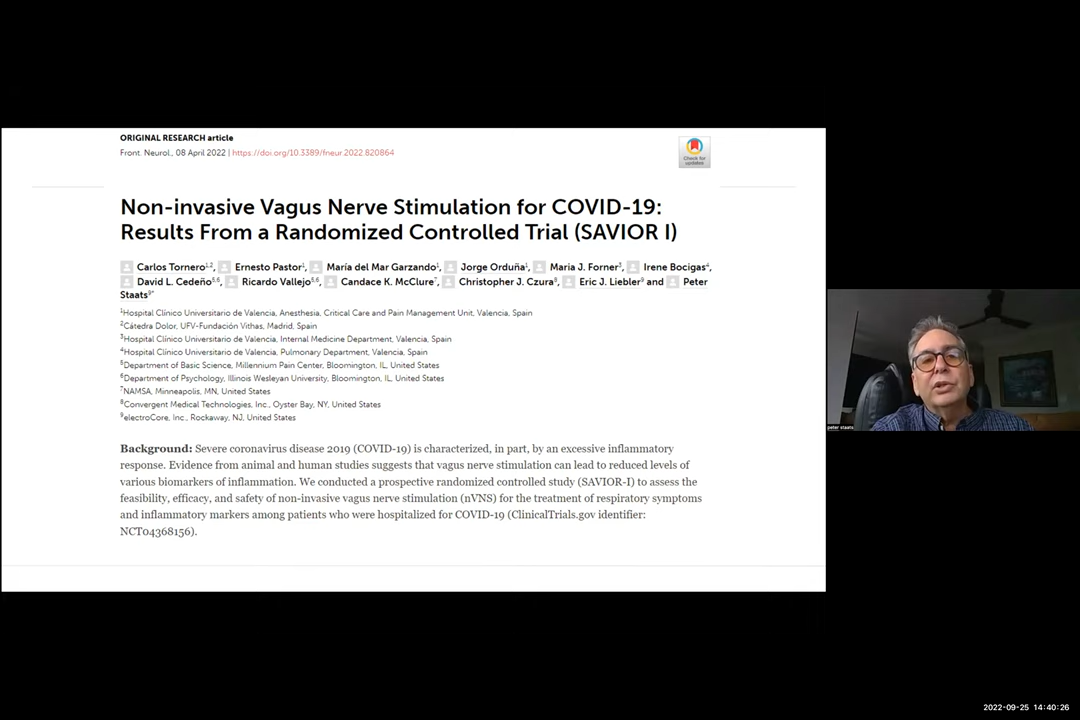 ORIGINAL RESEARCH article
Front. Neurol., 08 April 2022 | https://doi.org/10.3389/fneur.2022.820864
Check for
updates
Non-invasive Vagus Nerve Stimulation for COVID-19:
Results From a Randomized Controlled Trial (SAVIOR I)
Carlos Tornero1,2, Ernesto Pastor1, María del Mar Garzando1, Jorge Orduña1, Maria J. Forner3, Irene Bocigas4,
David L. Cedeño5,6, Ricardo Vallejo5,6, Candace K. McClure7, Christopher J. Czura8, Eric J. Liebler9 and Peter
Staats9*
1Hospital Clínico Universitario de Valencia, Anesthesia, Critical Care and Pain Management Unit, Valencia, Spain
2Cátedra Dolor, UFV-Fundación Vithas, Madrid, Spain
3Hospital Clínico Universitario de Valencia, Internal Medicine Department, Valencia, Spain
4Hospital Clínico Universitario de Valencia, Pulmonary Department, Valencia, Spain
5Department of Basic Science, Millennium Pain Center, Bloomington, IL, United States
6Department of Psychology, Illinois Wesleyan University, Bloomington, IL, United States
7NAMSA, Minneapolis, MN, United States
8Convergent Medical Technologies, Inc., Oyster Bay, NY, United States
9electroCore, Inc., Rockaway, NJ, United States
Background: Severe coronavirus disease 2019 (COVID-19) is characterized, in part, by an excessive inflammatory
response. Evidence from animal and human studies suggests that vagus nerve stimulation can lead to reduced levels of
various biomarkers of inflammation. We conducted a prospective randomized controlled study (SAVIOR-I) to assess the
feasibility, efficacy, and safety of non-invasive vagus nerve stimulation (nVNS) for the treatment of respiratory symptoms
and inflammatory markers among patients who were hospitalized for COVID-19 (ClinicalTrials.gov identifier:
NCT04368156).
peter staats
2022-09-25 14:40:26